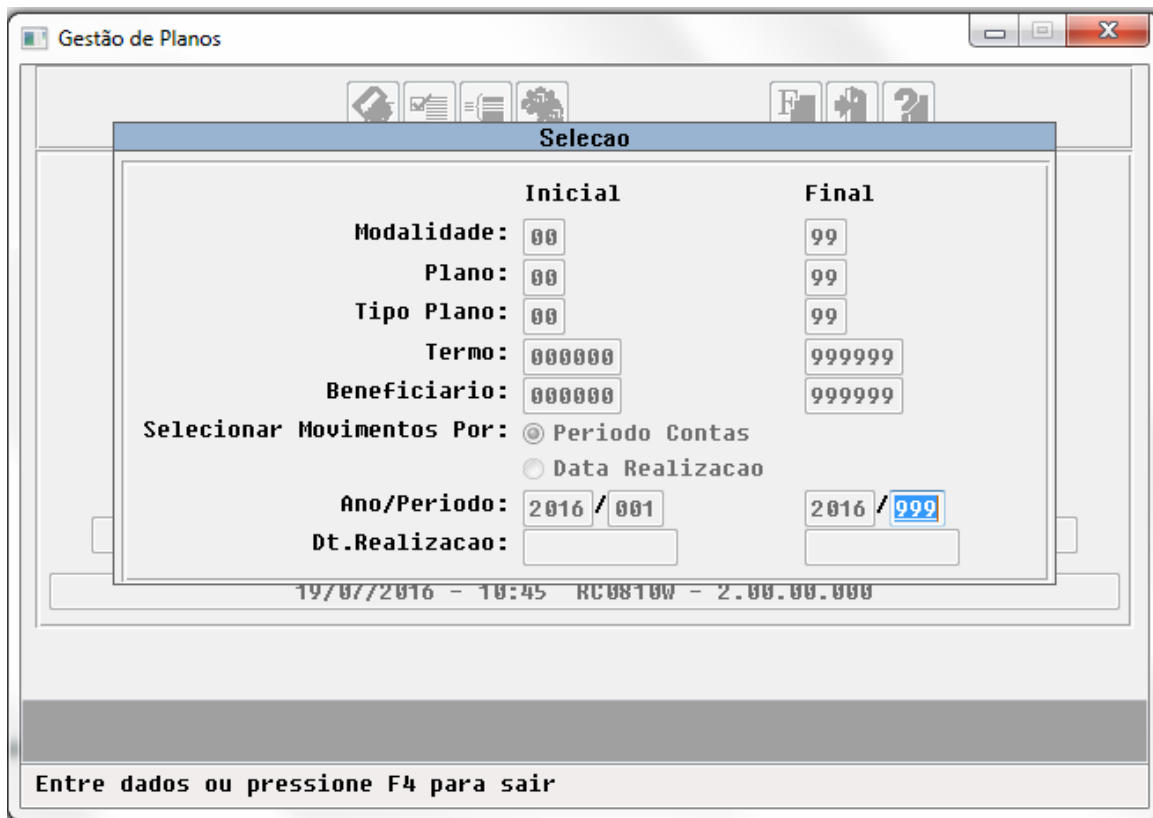 Gestão de Planos
Selecao
Inicial Final
Modalidade: 00 99
Plano: 00 99
Tipo Plano: 00 99
Termo: 000000 999999
Beneficiario: 000000 999999
Selecionar Movimentos Por: Periodo Contas
Data Realizacao
Ano/Periodo: 2016 / 001 2016 / 999
Dt.Realizacao:
19/07/2016 - 10:45 RC0810W - 2.00.00.000
Entre dados ou pressione F4 para sair